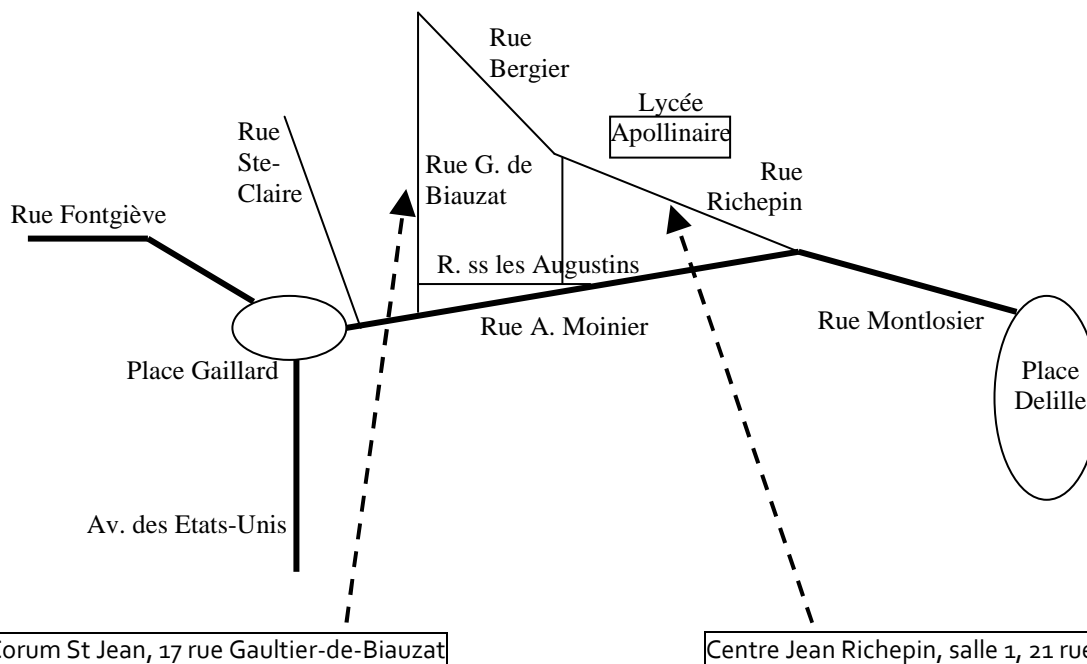 Rue
Bergier
Lycée
Apollinaire
Rue
Ste-
Claire
Rue G. de
Biauzat
Rue
Richepin
Rue Fontgiève
R. ss les Augustins
Rue A. Moinier
Rue Montlosier
Place Gaillard
Place
Delille
Av. des Etats-Unis
Corum St Jean, 17 rue Gaultier-de-Biauzat
Centre Jean Richepin, salle 1, 21 rue